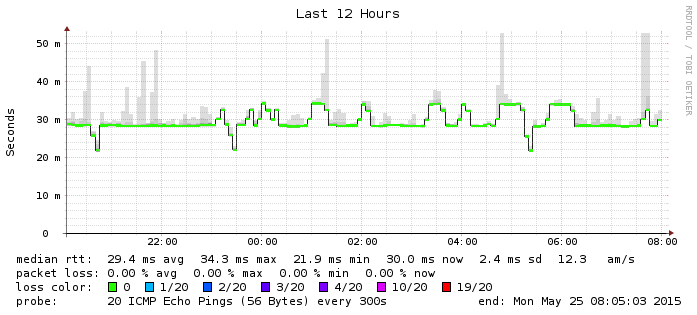 Last 12 Hours
RRDTOOL / TOBI OETIKER
Seconds
50 m
40 m
30 m
20 m
10 m
0
22:00 00:00 02:00 04:00 06:00 08:00
median rtt: 29.4 ms avg 34.3 ms max 21.9 ms min 30.0 ms now 2.4 ms sd 12.3 am/s
packet loss: 0.00 % avg 0.00 % max 0.00 % min 0.00 % now
loss color: 0 1/20 2/20 3/20 4/20 10/20 19/20
probe: 20 ICMP Echo Pings (56 Bytes) every 300s end: Mon May 25 08:05:03 2015